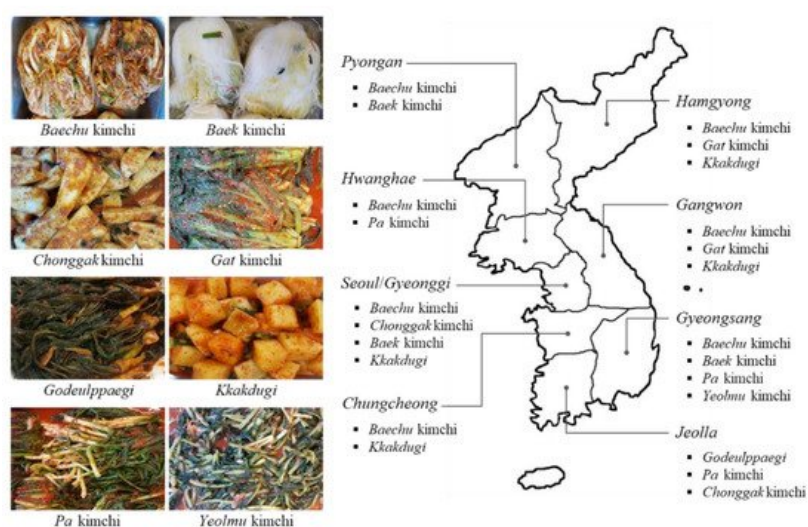 Baechu kimchi
Baek kimchi
Chonggak kimchi
Gat kimchi
Godeulppaegi
Kkakdugi
Pa kimchi
Yeolmu kimchi
Pyongan
▪ Baechu kimchi
▪ Baek kimchi
Hwanghae
▪ Baechu kimchi
▪ Pa kimchi
Seoul/Gyeonggi
▪ Baechu kimchi
▪ Chonggak kimchi
▪ Baek kimchi
▪ Kkakdugi
Chungcheong
▪ Baechu kimchi
▪ Kkakdugi
Hamgyong
▪ Baechu kimchi
▪ Gat kimchi
▪ Kkakdugi
Gangwon
▪ Baechu kimchi
▪ Gat kimchi
▪ Kkakdugi
Gyeongsang
▪ Baechu kimchi
▪ Baek kimchi
▪ Pa kimchi
▪ Yeolmu kimchi
Jeolla
▪ Godeulppaegi
▪ Pa kimchi
▪ Chonggak kimchi